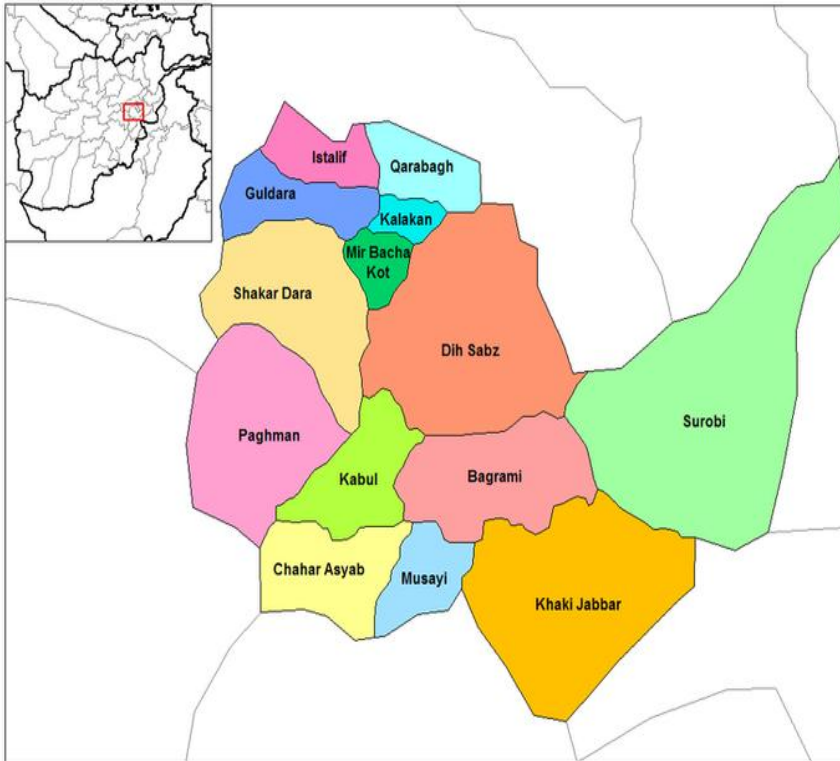 Istalif
Qarabagh
Guldara
Kalakan
Mir Bacha
Kot
Shakar Dara
Dih Sabz
Surobi
Paghman
Kabul
Bagrami
Chahar Asyab
Musayi
Khaki Jabbar